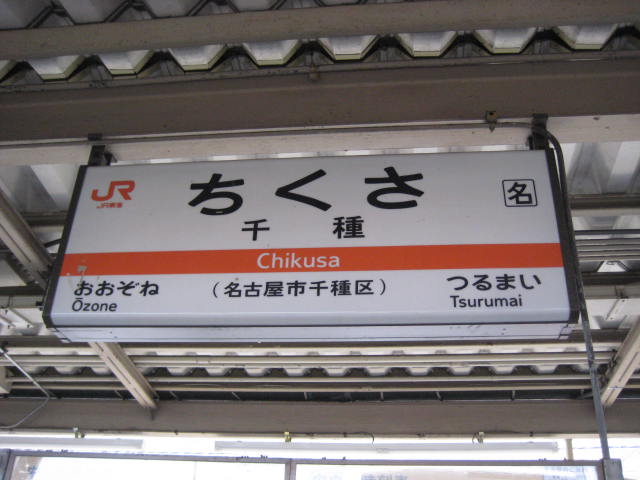 JR
JR東海
ちくさ
名
千種
Chikusa
おおぞね
Ōzone
(名古屋市千種区)
つるまい
Tsurumai